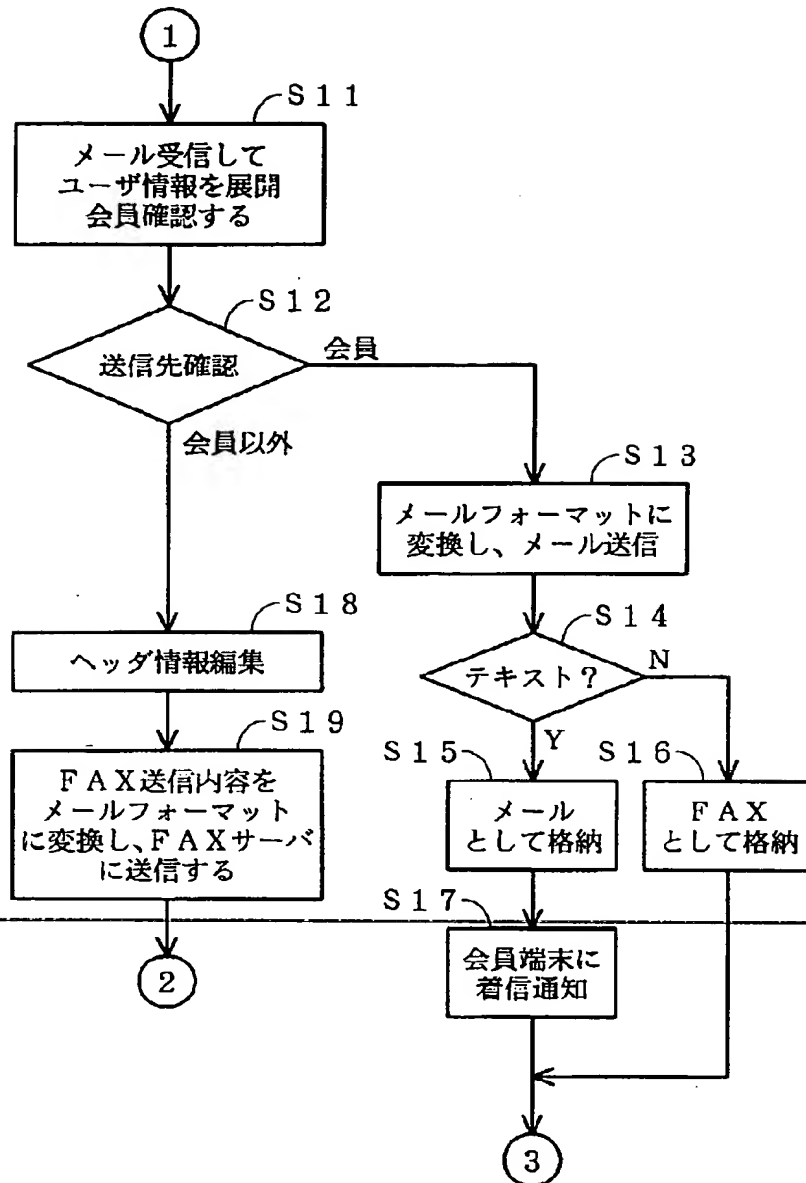 1
S11
メール受信して
ユーザ情報を展開
会員確認する
S12
送信先確認
会員
会員以外
S13
メールフォーマットに
変換し、メール送信
S14
テキスト?
N
Y
S15
メール
として格納
S16
FAX
として格納
S17
会員端末に
着信通知
3
S18
ヘッダ情報編集
S19
FAX送信内容を
メールフォーマット
に変換し、FAXサーバ
に送信する
2